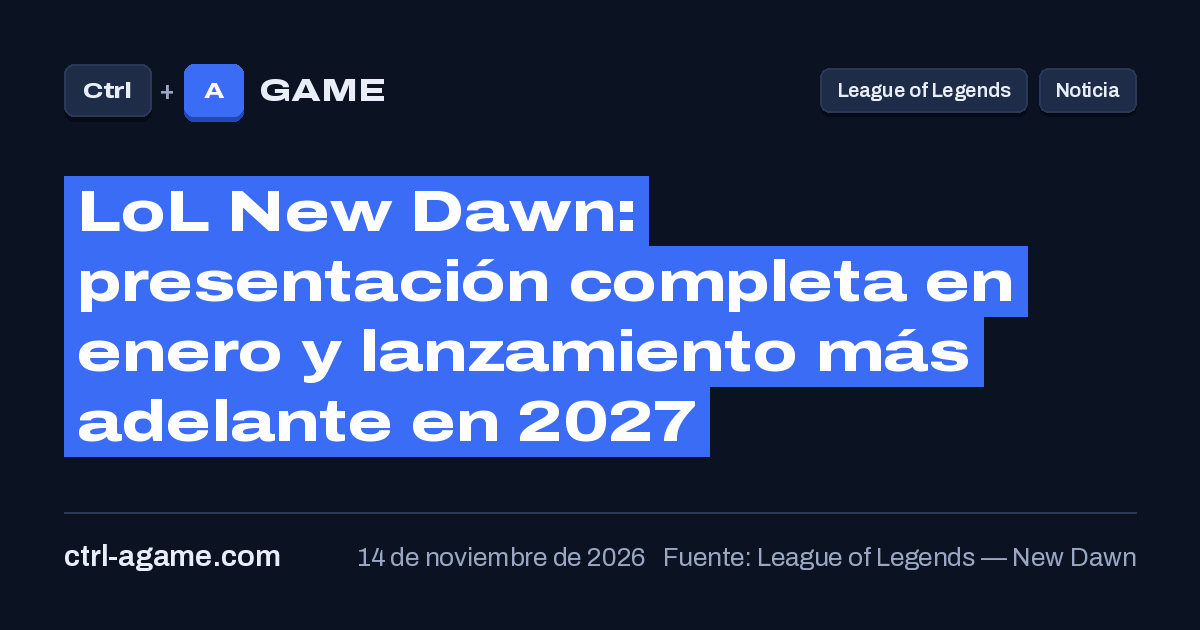 Ctrl + A GAME
League of Legends Noticia
LoL New Dawn:
presentación completa en
enero y lanzamiento más
adelante en 2027
ctrl-agame.com
14 de noviembre de 2026 Fuente: League of Legends — New Dawn